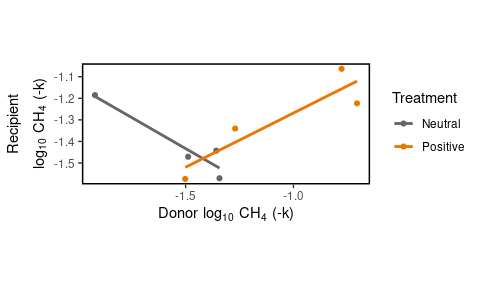 Recipient
log₁₀ CH₄ (-k)
-1.1
-1.2
-1.3
-1.4
-1.5
-1.5
-1.0
Donor log₁₀ CH₄ (-k)
Treatment
Neutral
Positive